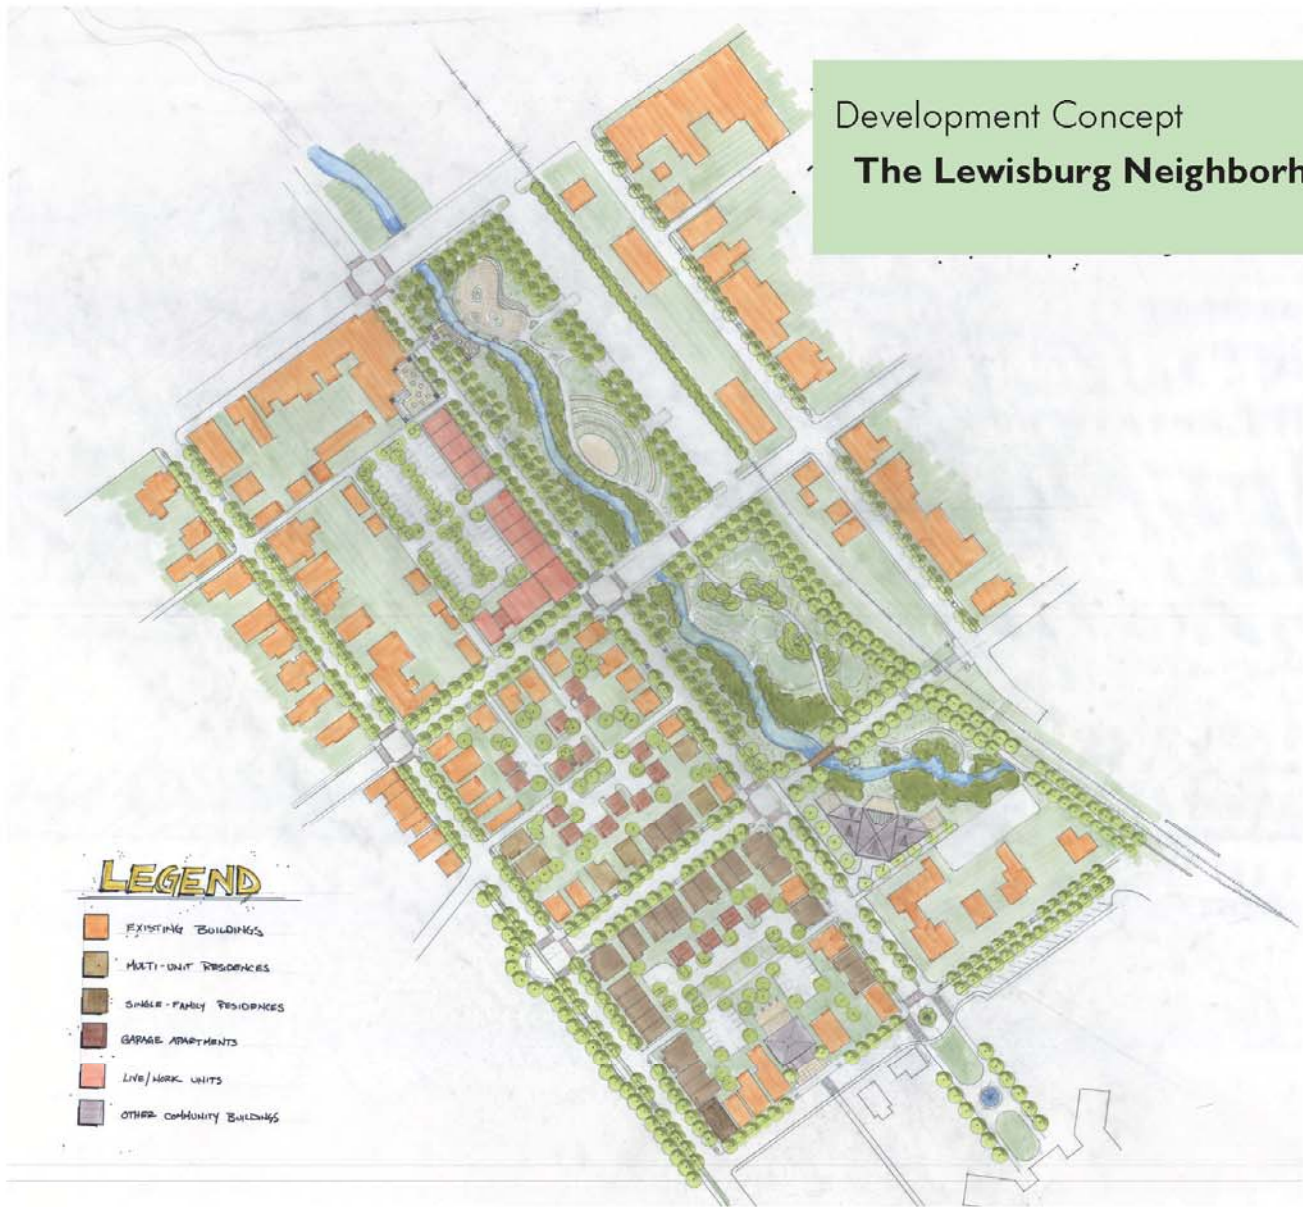 Development Concept
The Lewisburg Neighborh
LEGEND
EXISTING BUILDINGS
MULTI-UNIT RESIDENCES
SINGLE-FAMILY RESIDENCES
GARAGE APARTMENTS
LIVE/WORK UNITS
OTHER COMMUNITY BUILDINGS